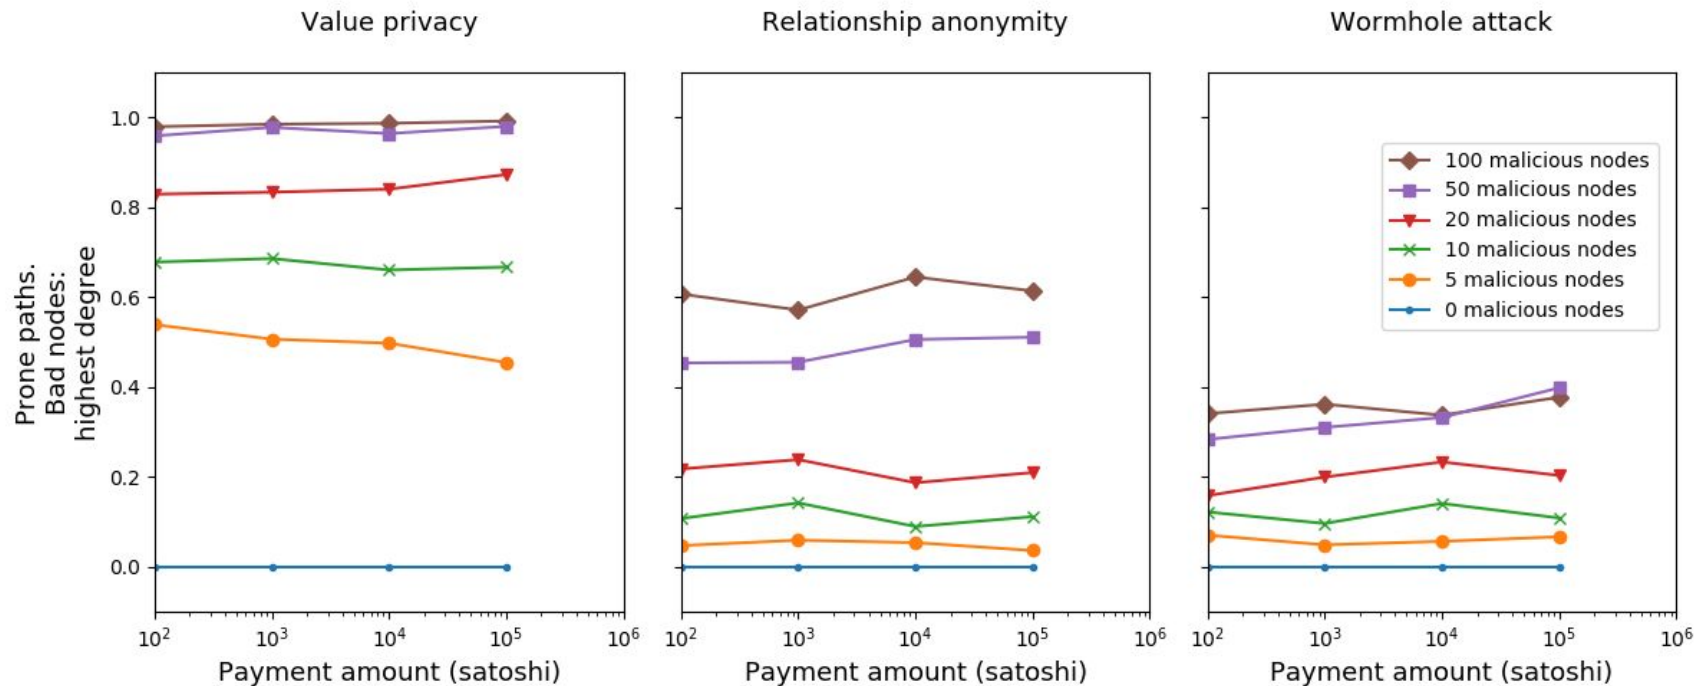 Value privacy
Relationship anonymity
Wormhole attack
Prone paths.
Bad nodes:
highest degree
1.0
0.8
0.6
0.4
0.2
0.0
100 malicious nodes
50 malicious nodes
20 malicious nodes
10 malicious nodes
5 malicious nodes
0 malicious nodes
10² 10³ 10⁴ 10⁵ 10⁶
10² 10³ 10⁴ 10⁵ 10⁶
10² 10³ 10⁴ 10⁵ 10⁶
Payment amount (satoshi)
Payment amount (satoshi)
Payment amount (satoshi)